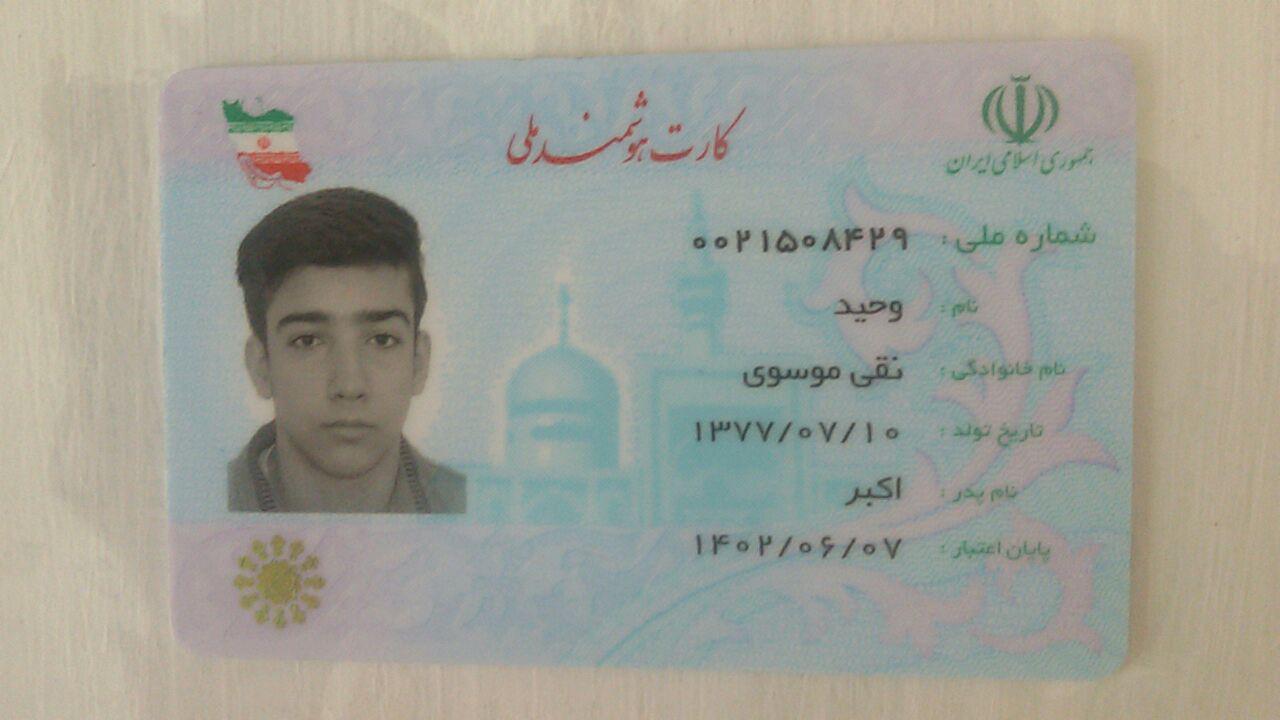 کارت هوشمند ملی
جمهوری اسلامی ایران
شماره ملی : ۰۰۲۱۵۰۸۴۲۹
نام : وحید
نام خانوادگی : نقی موسوی
تاریخ تولد : ۱۳۷۷/۰۷/۱۰
نام پدر : اکبر
پایان اعتبار : ۱۴۰۲/۰۶/۰۷